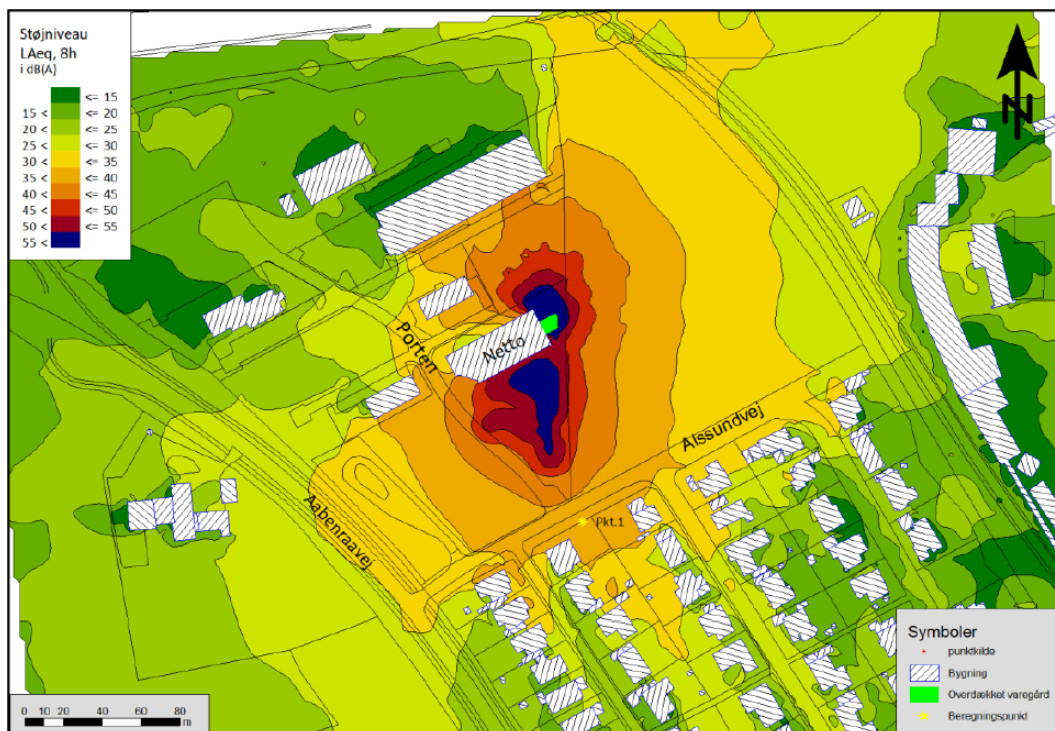 Støjniveau
LAeq, 8h
i dB(A)
<= 15
15 < <= 20
20 < <= 25
25 < <= 30
30 < <= 35
35 < <= 40
40 < <= 45
45 < <= 50
50 < <= 55
55 <
N
Porten
Netto
Alssundvej
Aabenraavej
Pkt.1
Symboler
punktkilde
Bygning
Overdækket varegård
Beregningspunkt
0 10 20 40 60 80
m